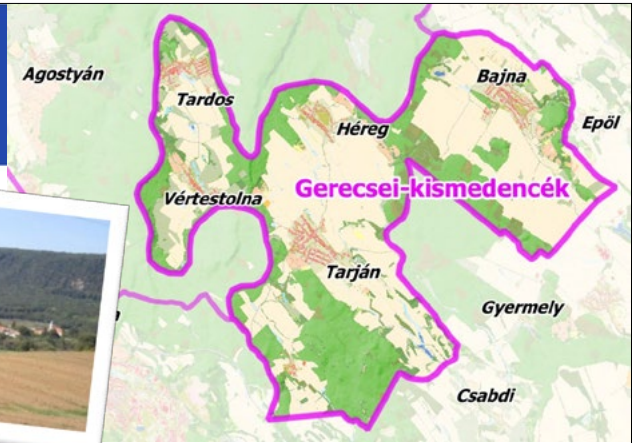 Agostyán
Tardos
Bajna
Héreg
Epöl
Vértestolna
Gerecsei-kismedencék
Tarján
Gyermely
Csabdi